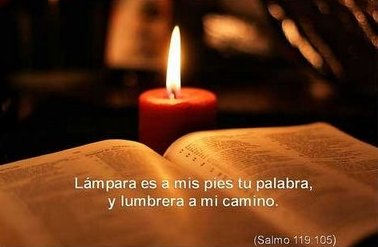 Lámpara es a mis pies tu palabra,
y lumbrera a mi camino.
(Salmo 119.105)